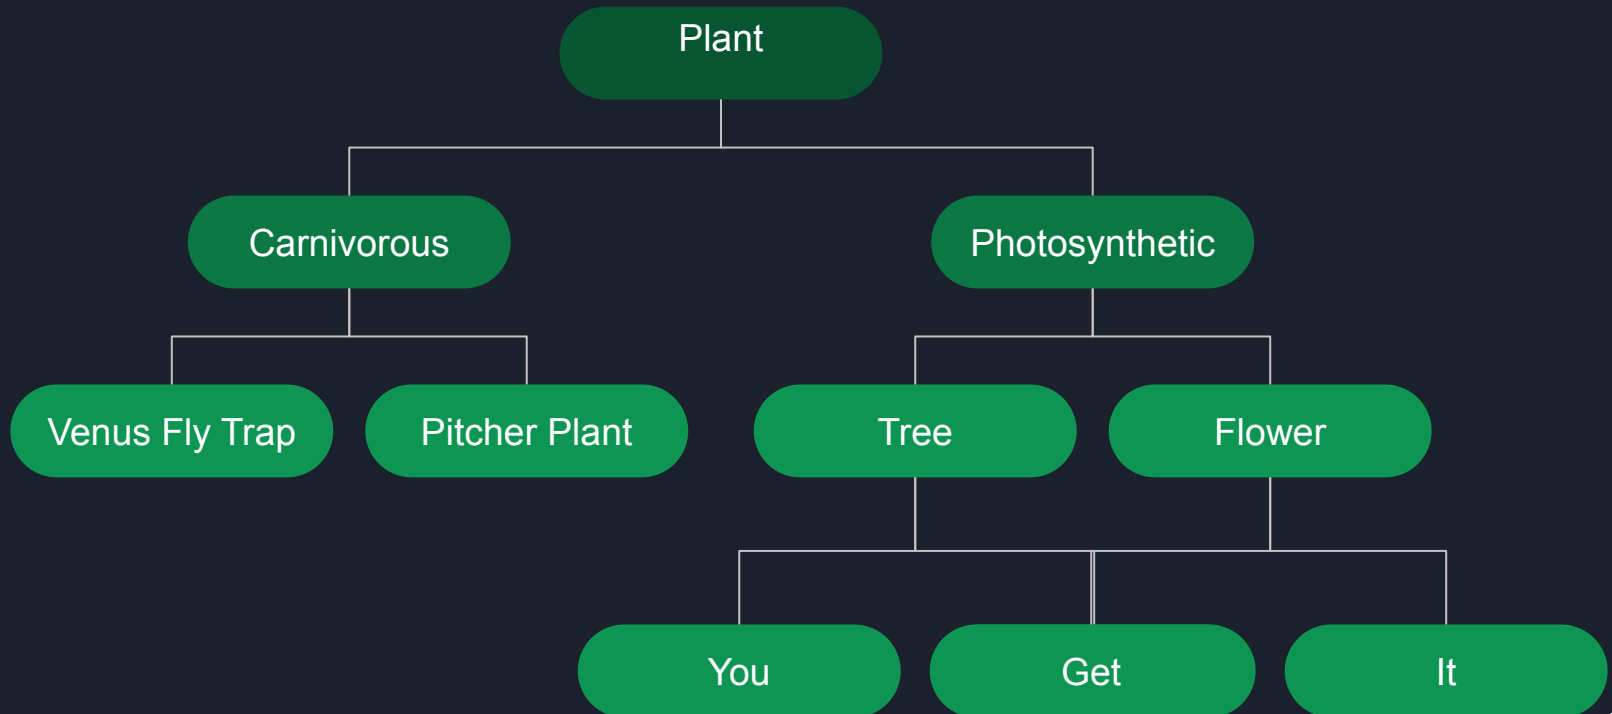 Plant
Carnivorous
Photosynthetic
Venus Fly Trap
Pitcher Plant
Tree
Flower
You
Get
It